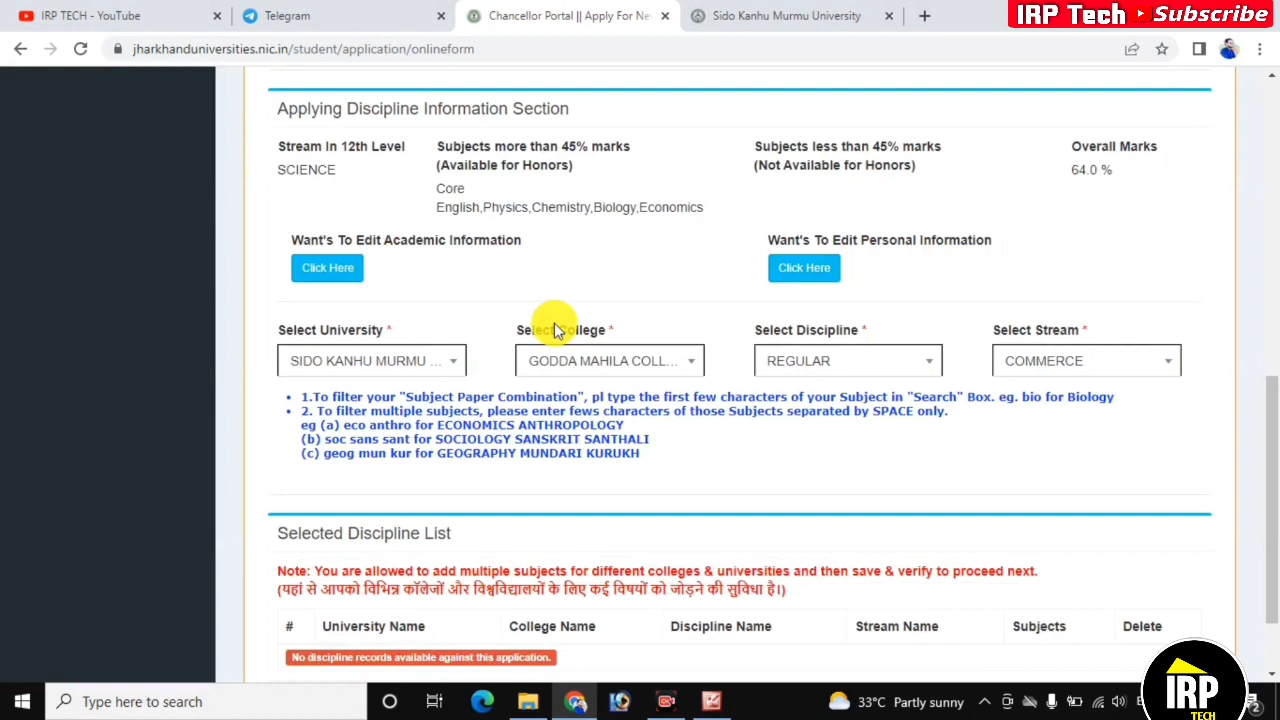 IRP TECH - YouTube
Telegram
Chancellor Portal || Apply For Ne
Sido Kanhu Murmu University
IRP Tech Subscribe
jharkhanduniversities.nic.in/student/application/onlineform
Applying Discipline Information Section
Stream In 12th Level
Subjects more than 45% marks
(Available for Honors)
Subjects less than 45% marks
(Not Available for Honors)
Overall Marks
SCIENCE
64.0 %
Core
English,Physics,Chemistry,Biology,Economics
Want's To Edit Academic Information
Want's To Edit Personal Information
Click Here
Click Here
Select University *
Select College *
Select Discipline *
Select Stream *
SIDO KANHU MURMU ...
GODDA MAHILA COLL...
REGULAR
COMMERCE
1.To filter your "Subject Paper Combination", pl type the first few characters of your Subject in "Search" Box. eg. bio for Biology
2. To filter multiple subjects, please enter fews characters of those Subjects separated by SPACE only.
eg (a) eco anthro for ECONOMICS ANTHROPOLOGY
(b) soc sans sant for SOCIOLOGY SANSKRIT SANTHALI
(c) geog mun kur for GEOGRAPHY MUNDARI KURUKH
Selected Discipline List
Note: You are allowed to add multiple subjects for different colleges & universities and then save & verify to proceed next.
(यहां से आपको विभिन्न कॉलेजों और विश्वविद्यालयों के लिए कई विषयों को जोड़ने की सुविधा है।)
# University Name College Name Discipline Name Stream Name Subjects Delete
No discipline records available against this application.
Type here to search
33°C Partly sunny
2
IRP
TECH